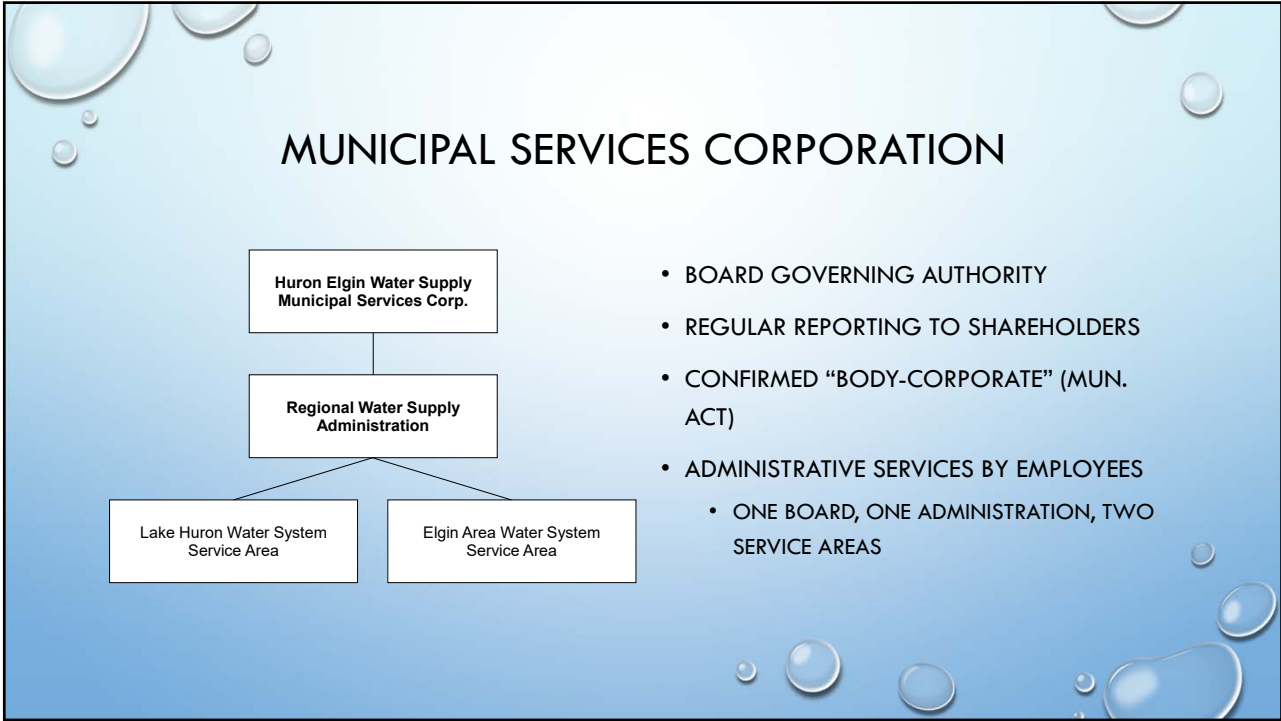 MUNICIPAL SERVICES CORPORATION
Huron Elgin Water Supply
Municipal Services Corp.
Regional Water Supply
Administration
Lake Huron Water System
Service Area
Elgin Area Water System
Service Area
• BOARD GOVERNING AUTHORITY
• REGULAR REPORTING TO SHAREHOLDERS
• CONFIRMED “BODY-CORPORATE” (MUN.
ACT)
• ADMINISTRATIVE SERVICES BY EMPLOYEES
• ONE BOARD, ONE ADMINISTRATION, TWO
SERVICE AREAS